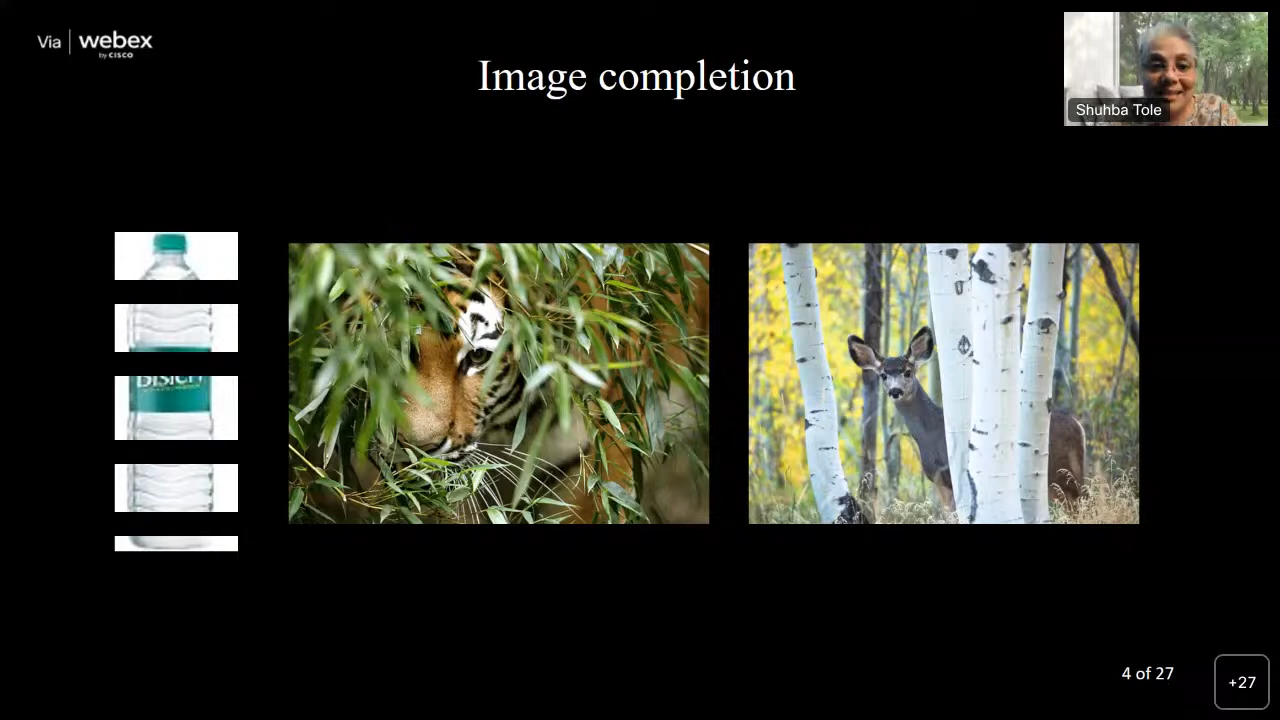 Via | webex
by CISCO
Image completion
Shuhba Tole
4 of 27
+27